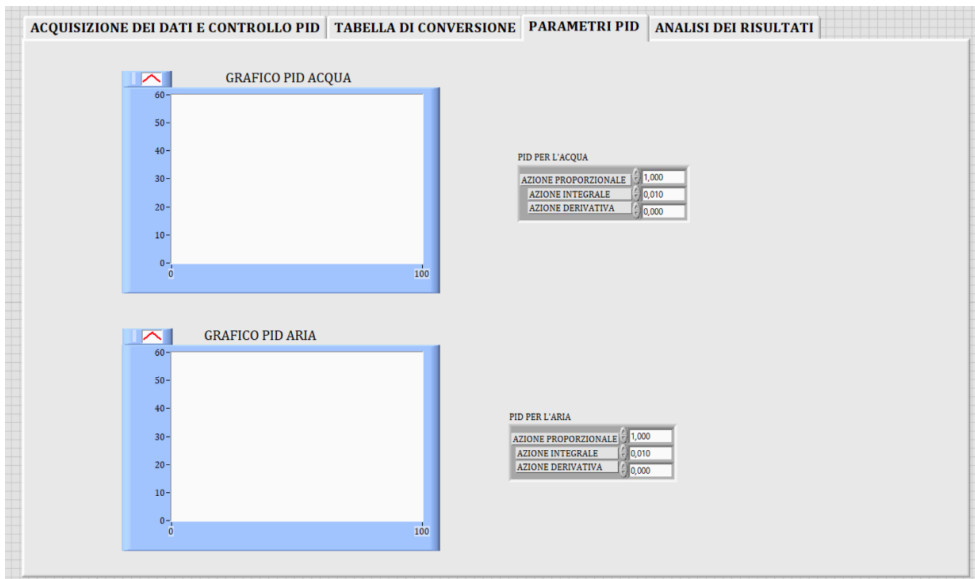 ACQUISIZIONE DEI DATI E CONTROLLO PID
TABELLA DI CONVERSIONE
PARAMETRI PID
ANALISI DEI RISULTATI
GRAFICO PID ACQUA
60
50
40
30
20
10
0
0
100
PID PER L'ACQUA
AZIONE PROPORZIONALE 1,000
AZIONE INTEGRALE 0,010
AZIONE DERIVATIVA 0,000
GRAFICO PID ARIA
60
50
40
30
20
10
0
0
100
PID PER L'ARIA
AZIONE PROPORZIONALE 1,000
AZIONE INTEGRALE 0,010
AZIONE DERIVATIVA 0,000